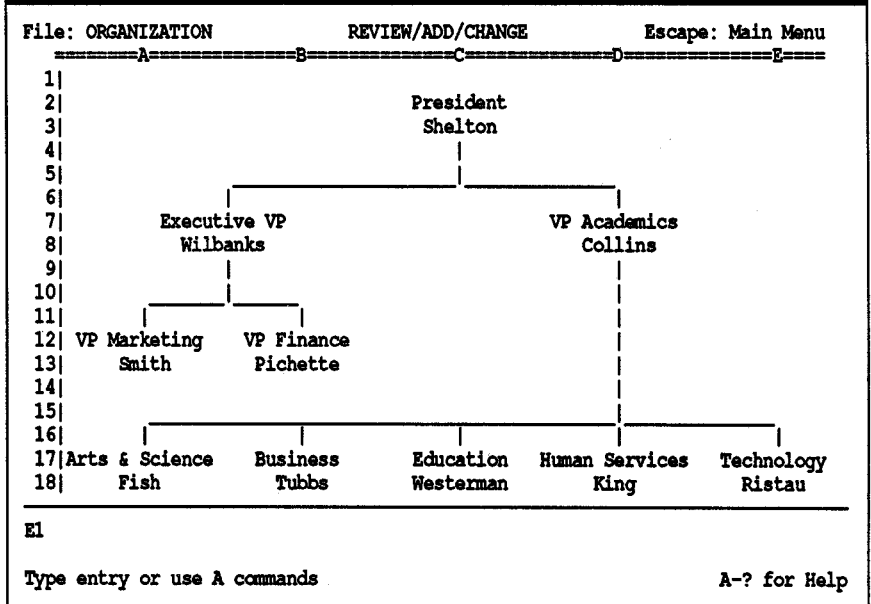 File: ORGANIZATION REVIEW/ADD/CHANGE Escape: Main Menu
=======A==============B==============C==============D==============E====
1|
2| President
3| Shelton
4|
5|
6|
7| Executive VP VP Academics
8| Wilbanks Collins
9|
10|
11|
12| VP Marketing VP Finance
13| Smith Pichette
14|
15|
16|
17|Arts & Science Business Education Human Services Technology
18| Fish Tubbs Westerman King Ristau
E1
Type entry or use A commands A-? for Help